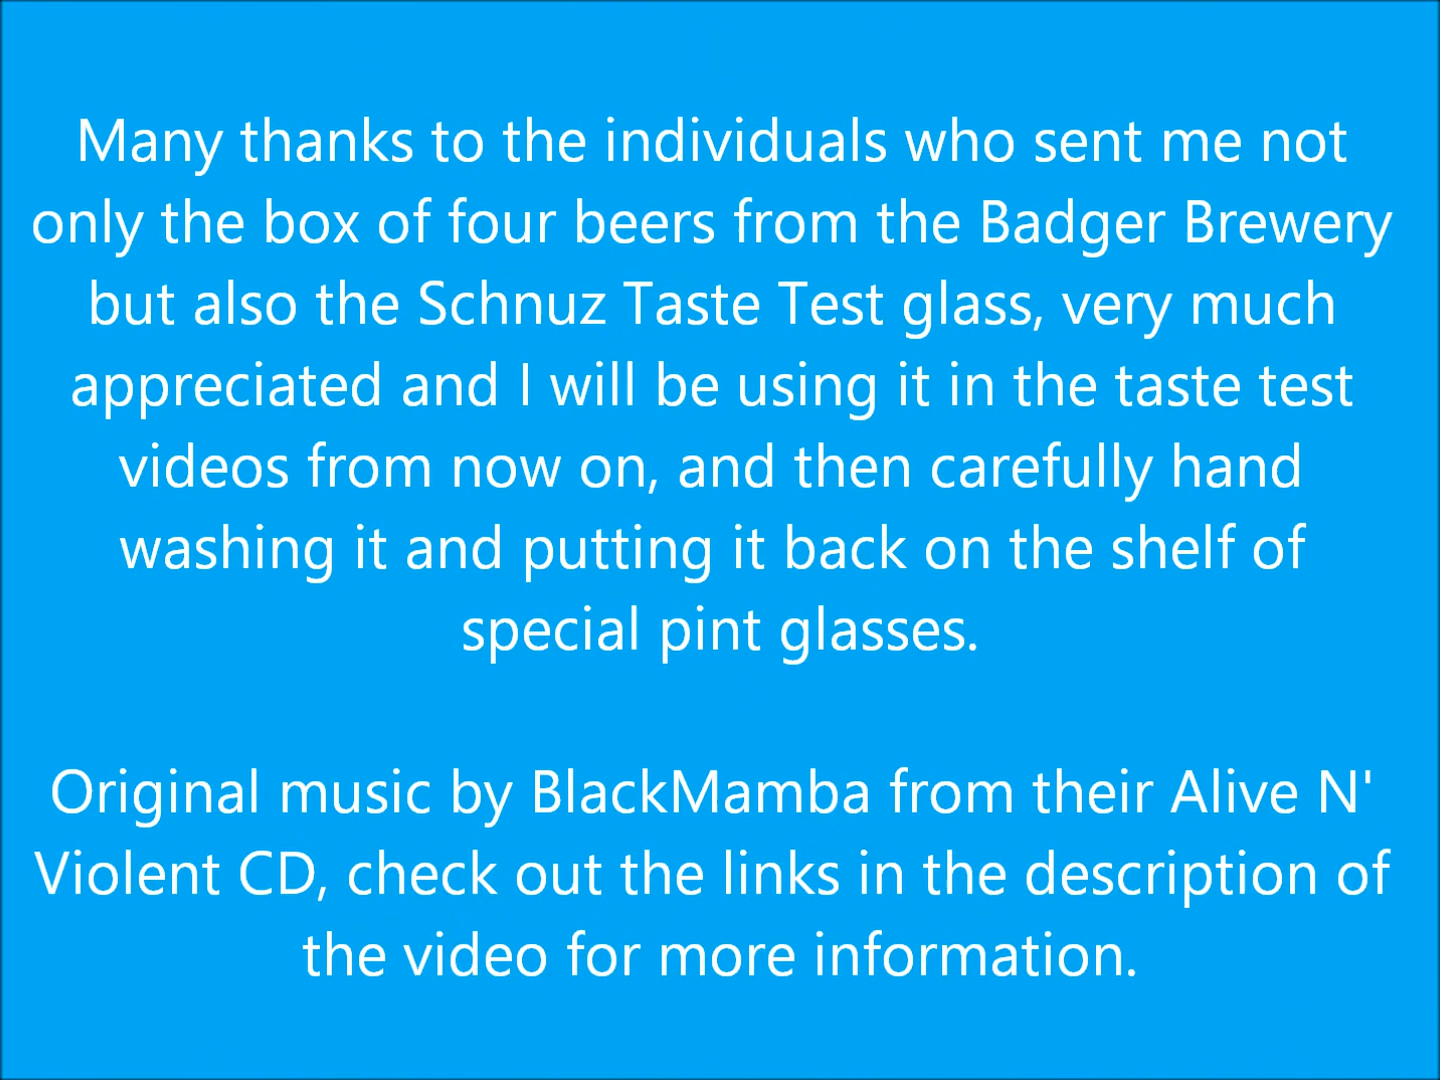 Many thanks to the individuals who sent me not
only the box of four beers from the Badger Brewery
but also the Schnuz Taste Test glass, very much
appreciated and I will be using it in the taste test
videos from now on, and then carefully hand
washing it and putting it back on the shelf of
special pint glasses.
Original music by BlackMamba from their Alive N'
Violent CD, check out the links in the description of
the video for more information.